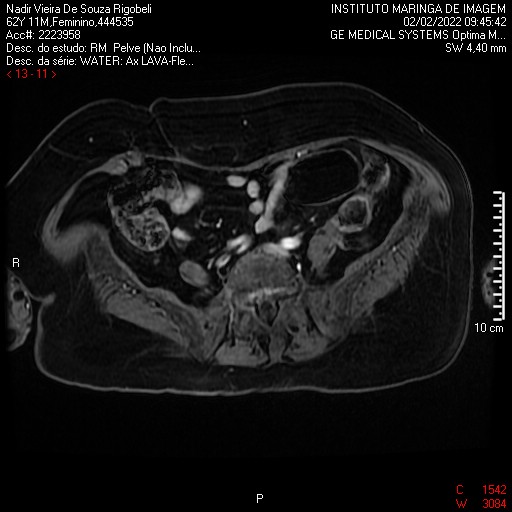 Nadir Vieira De Souza Rigobeli
62Y 11M,Feminino,444535
Acc#: 2223958
Desc. do estudo: RM Pelve (Nao Inclu...
Desc. da série: WATER: Ax LAVA-Fle...
< 13 - 11 >
INSTITUTO MARINGA DE IMAGEM
02/02/2022 09:45:42
GE MEDICAL SYSTEMS Optima M...
SW 4,40 mm
R
10 cm
P
C 1542
W 3084